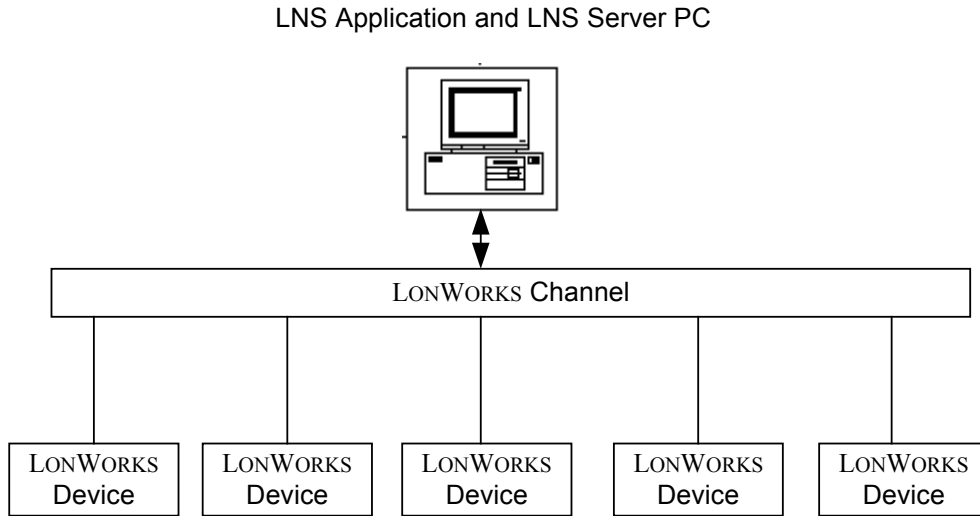 LNS Application and LNS Server PC
LONWORKS Channel
LONWORKS
Device
LONWORKS
Device
LONWORKS
Device
LONWORKS
Device
LONWORKS
Device